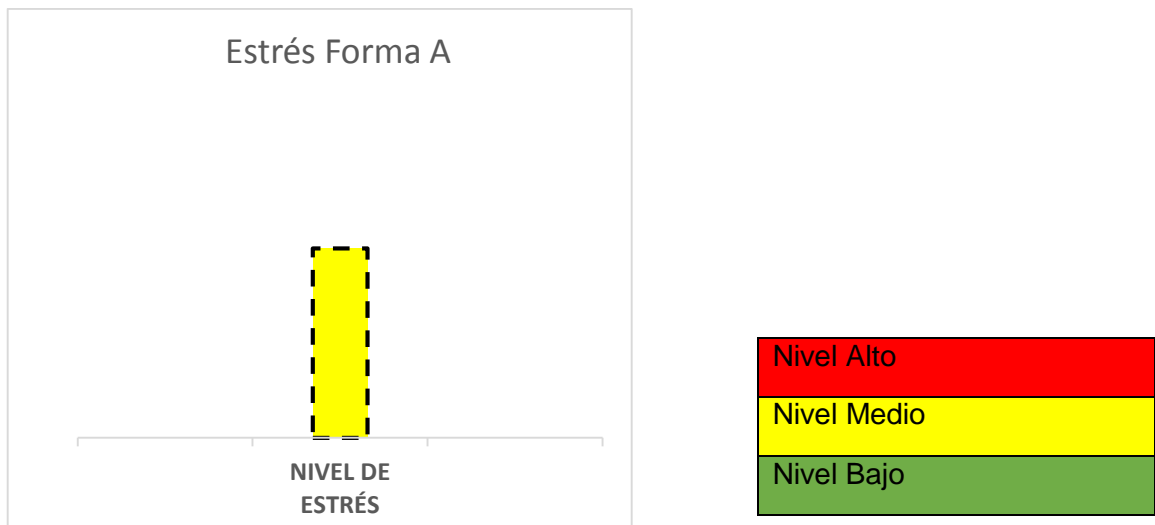 Estrés Forma A
NIVEL DE
ESTRÉS
Nivel Alto
Nivel Medio
Nivel Bajo